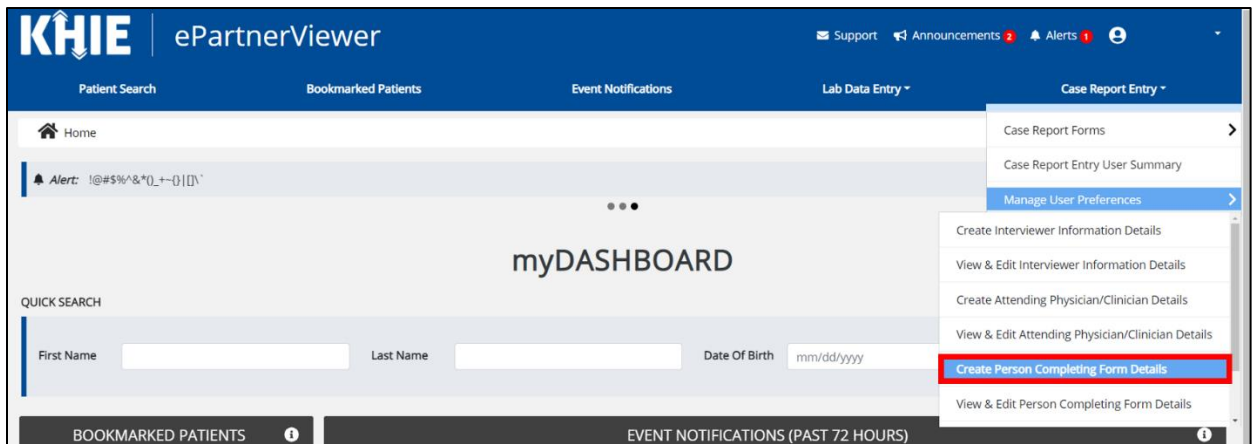 KHIE | ePartnerViewer
Support Announcements 2 Alerts 1
Patient Search Bookmarked Patients Event Notifications Lab Data Entry Case Report Entry
Home
Case Report Forms
Case Report Entry User Summary
Alert: !@#$%^&*()_+~{}|[]\`
Manage User Preferences
Create Interviewer Information Details
myDASHBOARD
View & Edit Interviewer Information Details
QUICK SEARCH
Create Attending Physician/Clinician Details
View & Edit Attending Physician/Clinician Details
First Name Last Name Date Of Birth mm/dd/yyyy
Create Person Completing Form Details
View & Edit Person Completing Form Details
BOOKMARKED PATIENTS EVENT NOTIFICATIONS (PAST 72 HOURS)